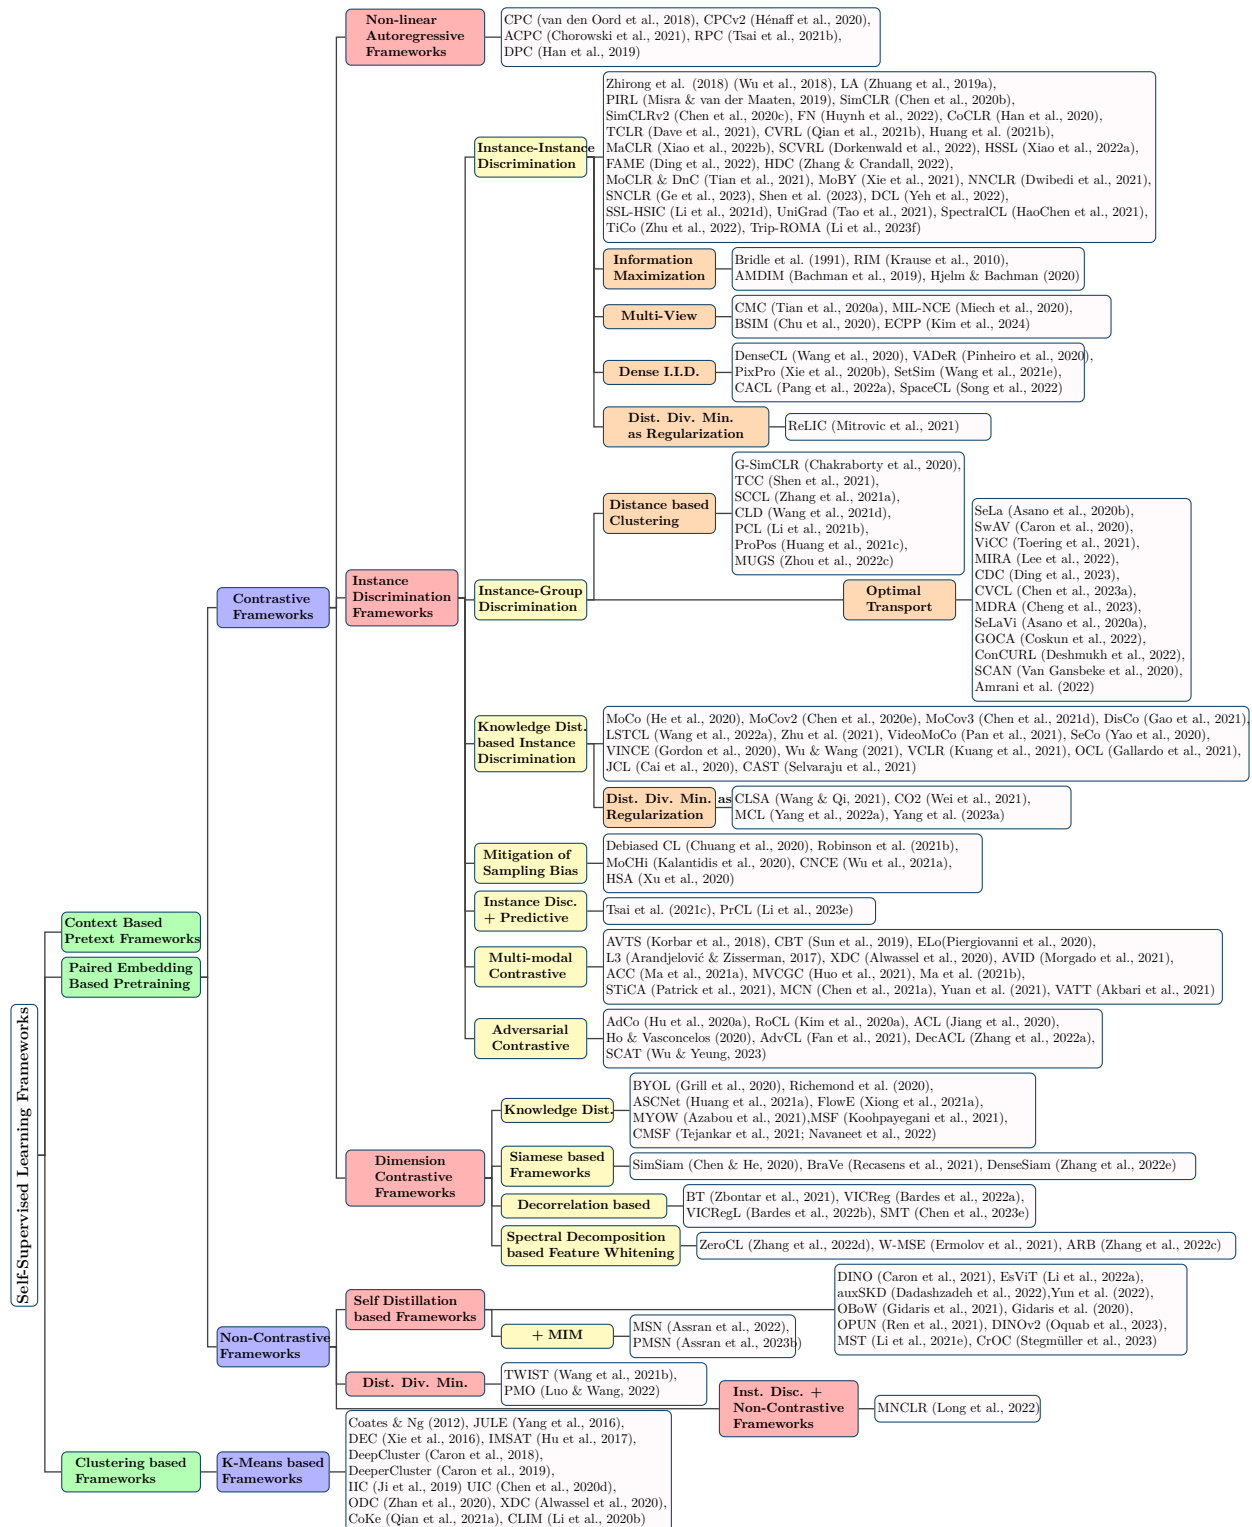 Non-linear
Autoregressive
Frameworks
CPC (van den Oord et al., 2018), CPCv2 (Hénaff et al., 2020),
ACPC (Chorowski et al., 2021), RPC (Tsai et al., 2021b),
DPC (Han et al., 2019)
Zhirong et al. (2018) (Wu et al., 2018), LA (Zhuang et al., 2019a),
PIRL (Misra & van der Maaten, 2019), SimCLR (Chen et al., 2020b),
SimCLRv2 (Chen et al., 2020c), FN (Huynh et al., 2022), CoCLR (Han et al., 2020),
TCLR (Dave et al., 2021), CVRL (Qian et al., 2021b), Huang et al. (2021b),
MaCLR (Xiao et al., 2022b), SCVRL (Dorkenwald et al., 2022), HSSL (Xiao et al., 2022a),
FAME (Ding et al., 2022), HDC (Zhang & Crandall, 2022),
MoCLR & DnC (Tian et al., 2021), MoBY (Xie et al., 2021), NNCLR (Dwibedi et al., 2021),
SNCLR (Ge et al., 2023), Shen et al. (2023), DCL (Yeh et al., 2022),
SSL-HSIC (Li et al., 2021d), UniGrad (Tao et al., 2021), SpectralCL (HaoChen et al., 2021),
TiCo (Zhu et al., 2022), Trip-ROMA (Li et al., 2023f)
Instance-Instance
Discrimination
Information
Maximization
Bridle et al. (1991), RIM (Krause et al., 2010),
AMDIM (Bachman et al., 2019), Hjelm & Bachman (2020)
Multi-View
CMC (Tian et al., 2020a), MIL-NCE (Miech et al., 2020),
BSIM (Chu et al., 2020), ECPP (Kim et al., 2024)
Dense I.I.D.
DenseCL (Wang et al., 2020), VADeR (Pinheiro et al., 2020),
PixPro (Xie et al., 2020b), SetSim (Wang et al., 2021e),
CACL (Pang et al., 2022a), SpaceCL (Song et al., 2022)
Dist. Div. Min.
as Regularization
ReLIC (Mitrovic et al., 2021)
Distance based
Clustering
G-SimCLR (Chakraborty et al., 2020),
TCC (Shen et al., 2021),
SCCL (Zhang et al., 2021a),
CLD (Wang et al., 2021d),
PCL (Li et al., 2021b),
ProPos (Huang et al., 2021c),
MUGS (Zhou et al., 2022c)
Contrastive
Frameworks
Instance
Discrimination
Frameworks
Instance-Group
Discrimination
Optimal
Transport
SeLa (Asano et al., 2020b),
SwAV (Caron et al., 2020),
ViCC (Toering et al., 2021),
MIRA (Lee et al., 2022),
CDC (Ding et al., 2023),
CVCL (Chen et al., 2023a),
MDRA (Cheng et al., 2023),
SeLaVi (Asano et al., 2020a),
GOCA (Coskun et al., 2022),
ConCURL (Deshmukh et al., 2022),
SCAN (Van Gansbeke et al., 2020),
Amrani et al. (2022)
Knowledge Dist.
based Instance
Discrimination
MoCo (He et al., 2020), MoCov2 (Chen et al., 2020e), MoCov3 (Chen et al., 2021d), DisCo (Gao et al., 2021),
LSTCL (Wang et al., 2022a), Zhu et al. (2021), VideoMoCo (Pan et al., 2021), SeCo (Yao et al., 2020),
VINCE (Gordon et al., 2020), Wu & Wang (2021), VCLR (Kuang et al., 2021), OCL (Gallardo et al., 2021),
JCL (Cai et al., 2020), CAST (Selvaraju et al., 2021)
Dist. Div. Min. as
Regularization
CLSA (Wang & Qi, 2021), CO2 (Wei et al., 2021),
MCL (Yang et al., 2022a), Yang et al. (2023a)
Mitigation of
Sampling Bias
Debiased CL (Chuang et al., 2020), Robinson et al. (2021b),
MoCHi (Kalantidis et al., 2020), CNCE (Wu et al., 2021a),
HSA (Xu et al., 2020)
Instance Disc.
+ Predictive
Tsai et al. (2021c), PrCL (Li et al., 2023e)
Context Based
Pretext Frameworks
Paired Embedding
Based Pretraining
Multi-modal
Contrastive
AVTS (Korbar et al., 2018), CBT (Sun et al., 2019), ELo(Piergiovanni et al., 2020),
L3 (Arandjelović & Zisserman, 2017), XDC (Alwassel et al., 2020), AVID (Morgado et al., 2021),
ACC (Ma et al., 2021a), MVCGC (Huo et al., 2021), Ma et al. (2021b),
STiCA (Patrick et al., 2021), MCN (Chen et al., 2021a), Yuan et al. (2021), VATT (Akbari et al., 2021)
Adversarial
Contrastive
AdCo (Hu et al., 2020a), RoCL (Kim et al., 2020a), ACL (Jiang et al., 2020),
Ho & Vasconcelos (2020), AdvCL (Fan et al., 2021), DecACL (Zhang et al., 2022a),
SCAT (Wu & Yeung, 2023)
Self-Supervised Learning Frameworks
Dimension
Contrastive
Frameworks
Knowledge Dist.
BYOL (Grill et al., 2020), Richemond et al. (2020),
ASCNet (Huang et al., 2021a), FlowE (Xiong et al., 2021a),
MYOW (Azabou et al., 2021),MSF (Koohpayegani et al., 2021),
CMSF (Tejankar et al., 2021; Navaneet et al., 2022)
Siamese based
Frameworks
SimSiam (Chen & He, 2020), BraVe (Recasens et al., 2021), DenseSiam (Zhang et al., 2022e)
Decorrelation based
BT (Zbontar et al., 2021), VICReg (Bardes et al., 2022a),
VICRegL (Bardes et al., 2022b), SMT (Chen et al., 2023e)
Spectral Decomposition
based Feature Whitening
ZeroCL (Zhang et al., 2022d), W-MSE (Ermolov et al., 2021), ARB (Zhang et al., 2022c)
Non-Contrastive
Frameworks
Self Distillation
based Frameworks
DINO (Caron et al., 2021), EsViT (Li et al., 2022a),
auxSKD (Dadashzadeh et al., 2022),Yun et al. (2022),
OBoW (Gidaris et al., 2021), Gidaris et al. (2020),
OPUN (Ren et al., 2021), DINOv2 (Oquab et al., 2023),
MST (Li et al., 2021e), CrOC (Stegmüller et al., 2023)
+ MIM
MSN (Assran et al., 2022),
PMSN (Assran et al., 2023b)
Dist. Div. Min.
TWIST (Wang et al., 2021b),
PMO (Luo & Wang, 2022)
Inst. Disc. +
Non-Contrastive
Frameworks
MNCLR (Long et al., 2022)
Clustering based
Frameworks
K-Means based
Frameworks
Coates & Ng (2012), JULE (Yang et al., 2016),
DEC (Xie et al., 2016), IMSAT (Hu et al., 2017),
DeepCluster (Caron et al., 2018),
DeeperCluster (Caron et al., 2019),
IIC (Ji et al., 2019) UIC (Chen et al., 2020d),
ODC (Zhan et al., 2020), XDC (Alwassel et al., 2020),
CoKe (Qian et al., 2021a), CLIM (Li et al., 2020b)